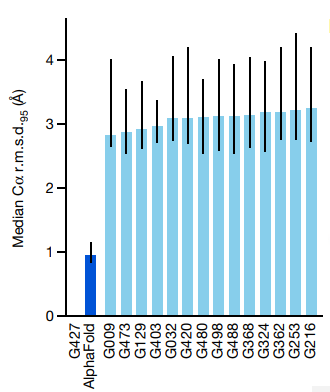 Median Cα r.m.s.d.95 (Å)
4
3
2
1
0
G427
AlphaFold
G009
G473
G129
G403
G032
G420
G480
G498
G488
G368
G324
G362
G253
G216